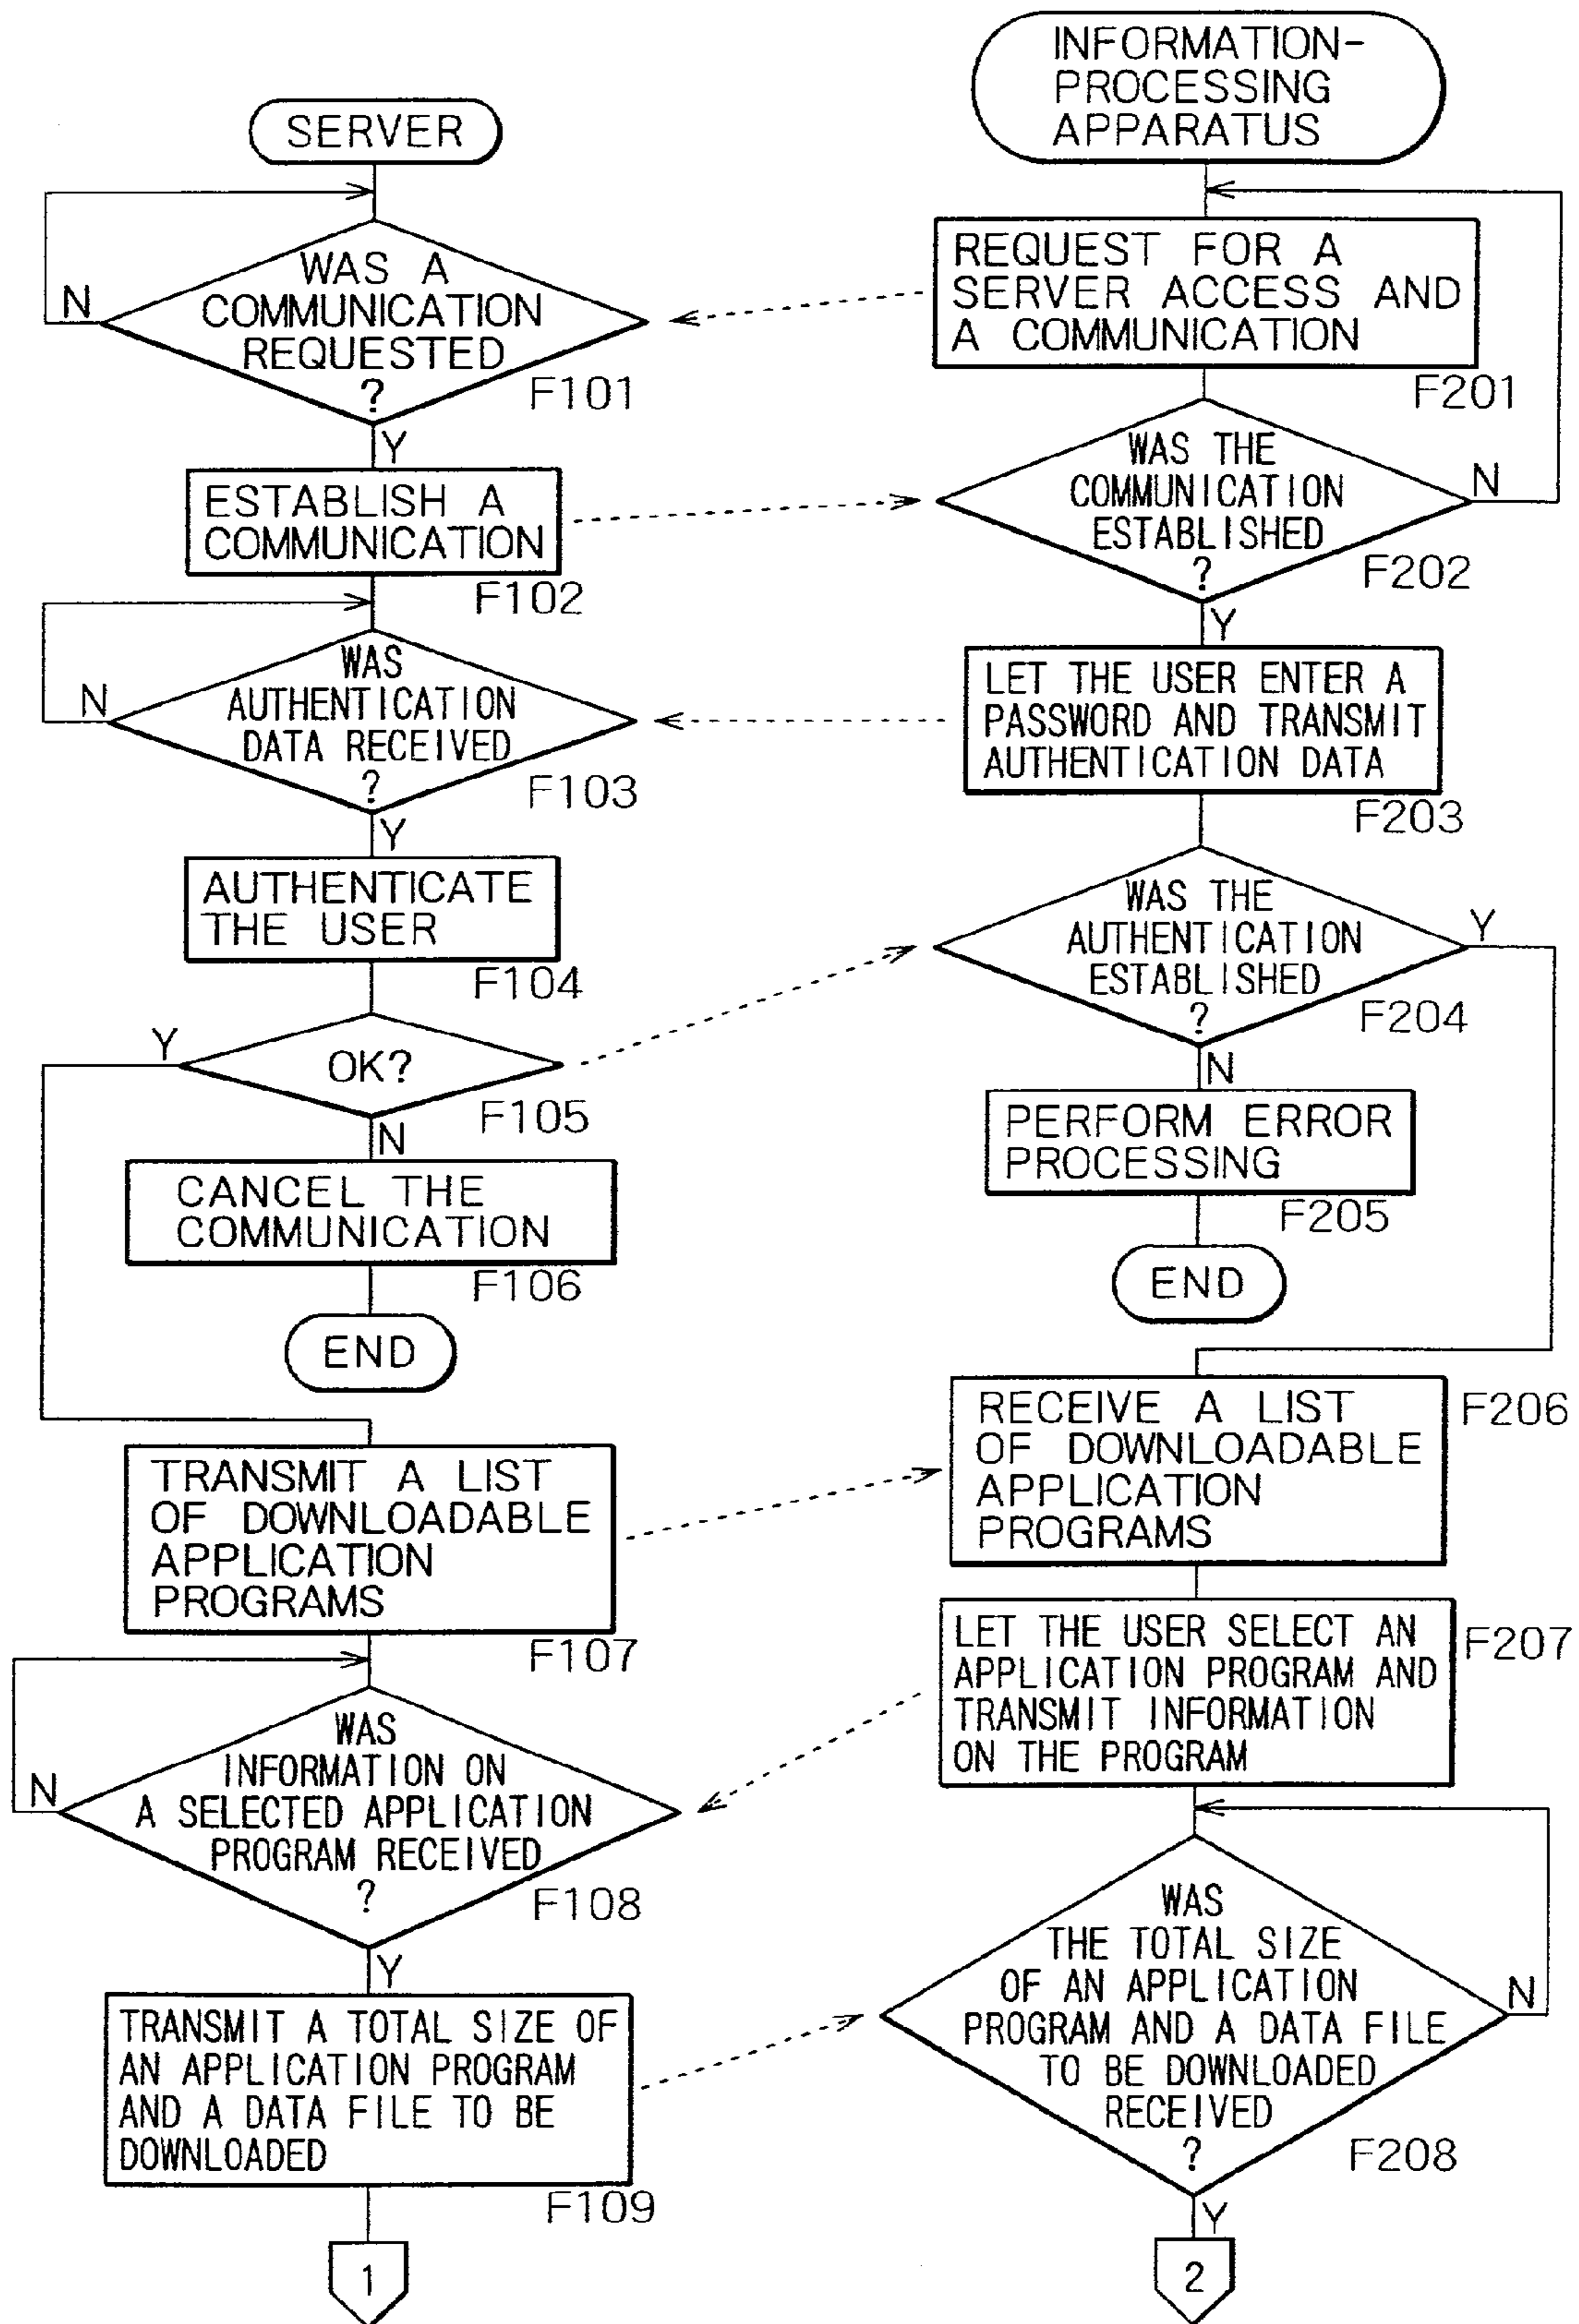 SERVER
WAS A
COMMUNICATION
REQUESTED
?
N
F101
Y
ESTABLISH A
COMMUNICATION
F102
WAS
AUTHENTICATION
DATA RECEIVED
?
N
F103
Y
AUTHENTICATE
THE USER
F104
Y
OK?
F105
N
CANCEL THE
COMMUNICATION
F106
END
TRANSMIT A LIST
OF DOWNLOADABLE
APPLICATION
PROGRAMS
F107
WAS
INFORMATION ON
A SELECTED APPLICATION
PROGRAM RECEIVED
?
N
F108
Y
TRANSMIT A TOTAL SIZE OF
AN APPLICATION PROGRAM
AND A DATA FILE TO BE
DOWNLOADED
F109
1
INFORMATION-
PROCESSING
APPARATUS
REQUEST FOR A
SERVER ACCESS AND
A COMMUNICATION
F201
WAS THE
COMMUNICATION
ESTABLISHED
?
N
F202
Y
LET THE USER ENTER A
PASSWORD AND TRANSMIT
AUTHENTICATION DATA
F203
WAS THE
AUTHENTICATION
ESTABLISHED
?
Y
F204
N
PERFORM ERROR
PROCESSING
F205
END
RECEIVE A LIST
OF DOWNLOADABLE
APPLICATION
PROGRAMS
F206
LET THE USER SELECT AN
APPLICATION PROGRAM AND
TRANSMIT INFORMATION
ON THE PROGRAM
F207
WAS
THE TOTAL SIZE
OF AN APPLICATION
PROGRAM AND A DATA FILE
TO BE DOWNLOADED
RECEIVED
?
N
F208
Y
2